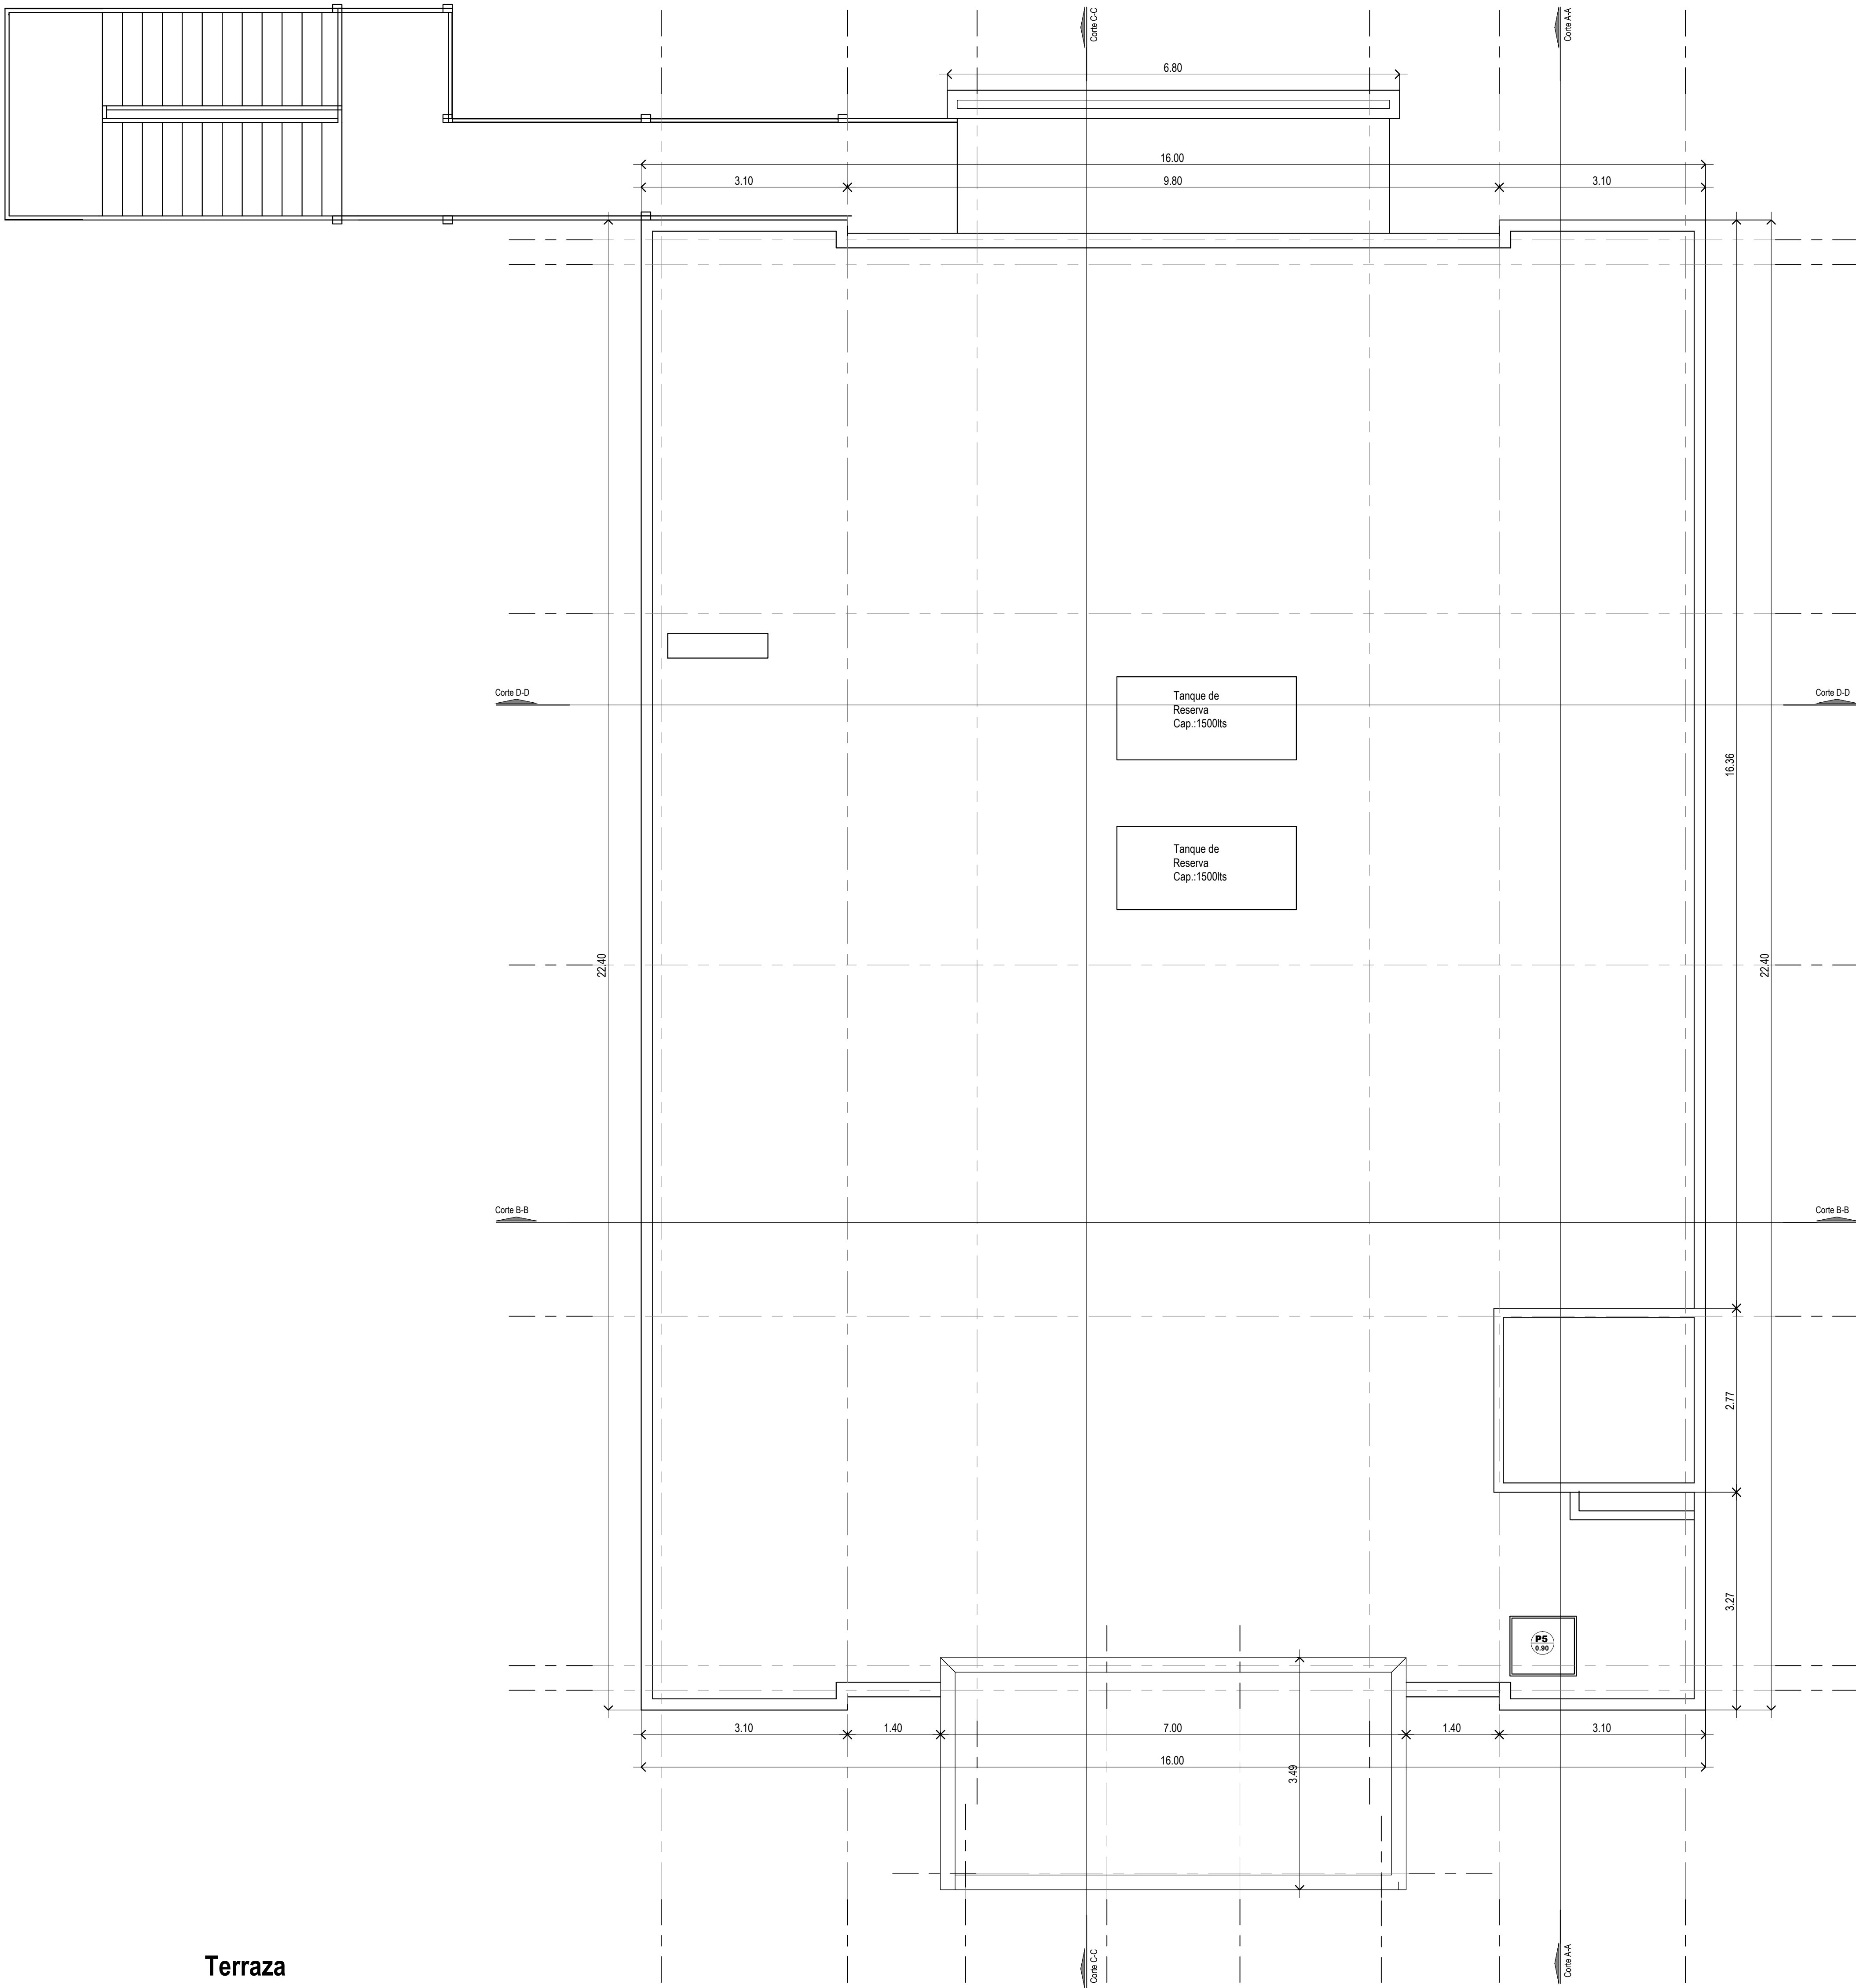 Corte C-C
Corte A-A
6.80
16.00
3.10
9.80
3.10
Corte D-D
Tanque de
Reserva
Cap.:1500lts
Corte D-D
16.36
Tanque de
Reserva
Cap.:1500lts
22.40
22.40
Corte B-B
Corte B-B
2.77
3.27
P5
0.90
3.10
1.40
7.00
1.40
3.10
16.00
3.49
Corte C-C
Corte A-A
Terraza